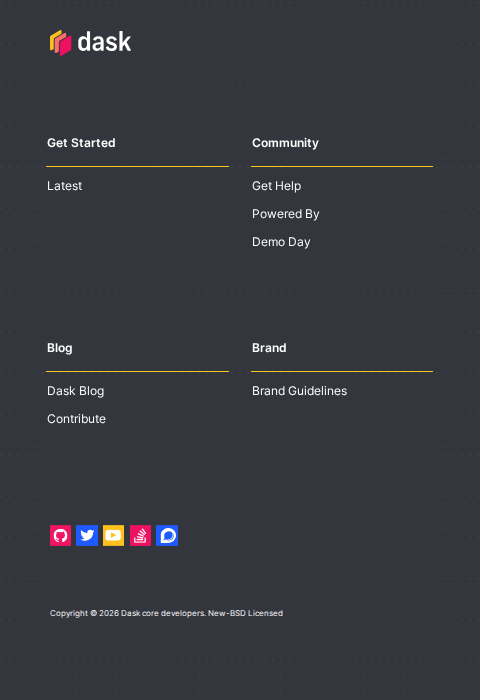 dask
Get Started
Latest
Community
Get Help
Powered By
Demo Day
Blog
Dask Blog
Contribute
Brand
Brand Guidelines
Copyright © 2026 Dask core developers. New-BSD Licensed